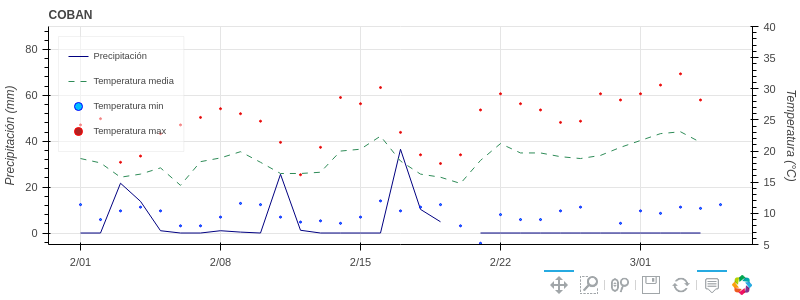 COBAN
Precipitación (mm)
80
60
40
20
0
Precipitación
Temperatura media
Temperatura min
Temperatura max
40
35
30
25
20
15
10
5
Temperatura (°C)
2/01 2/08 2/15 2/22 3/01